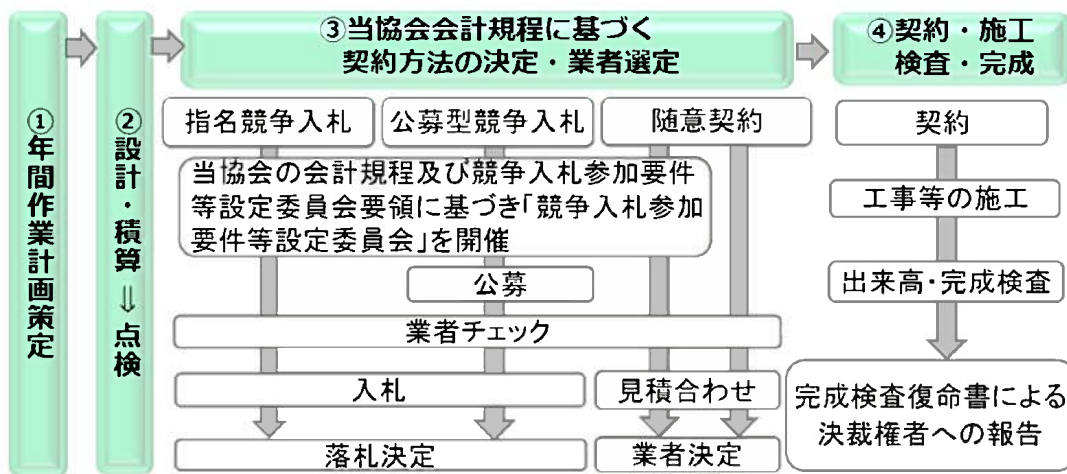 ①年間作業計画策定
②設計・積算⇒点検
③当協会会計規程に基づく
契約方法の決定・業者選定
指名競争入札
公募型競争入札
随意契約
当協会の会計規程及び競争入札参加要件
等設定委員会要領に基づき｢競争入札参加
要件等設定委員会｣を開催
公募
業者チェック
入札
見積合わせ
落札決定
業者決定
④契約・施工
検査・完成
契約
工事等の施工
出来高･完成検査
完成検査復命書による
決裁権者への報告